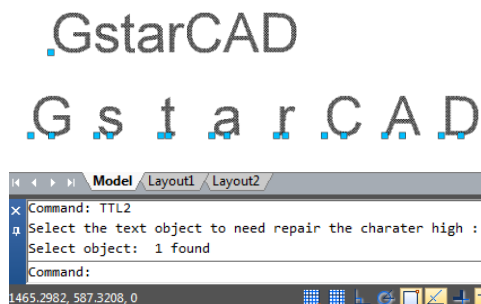 GstarCAD
G s t a r C A D
Model Layout1 Layout2
Command: TTL2
Select the text object to need repair the charater high :
Select object: 1 found
Command:
1465.2982, 587.3208, 0